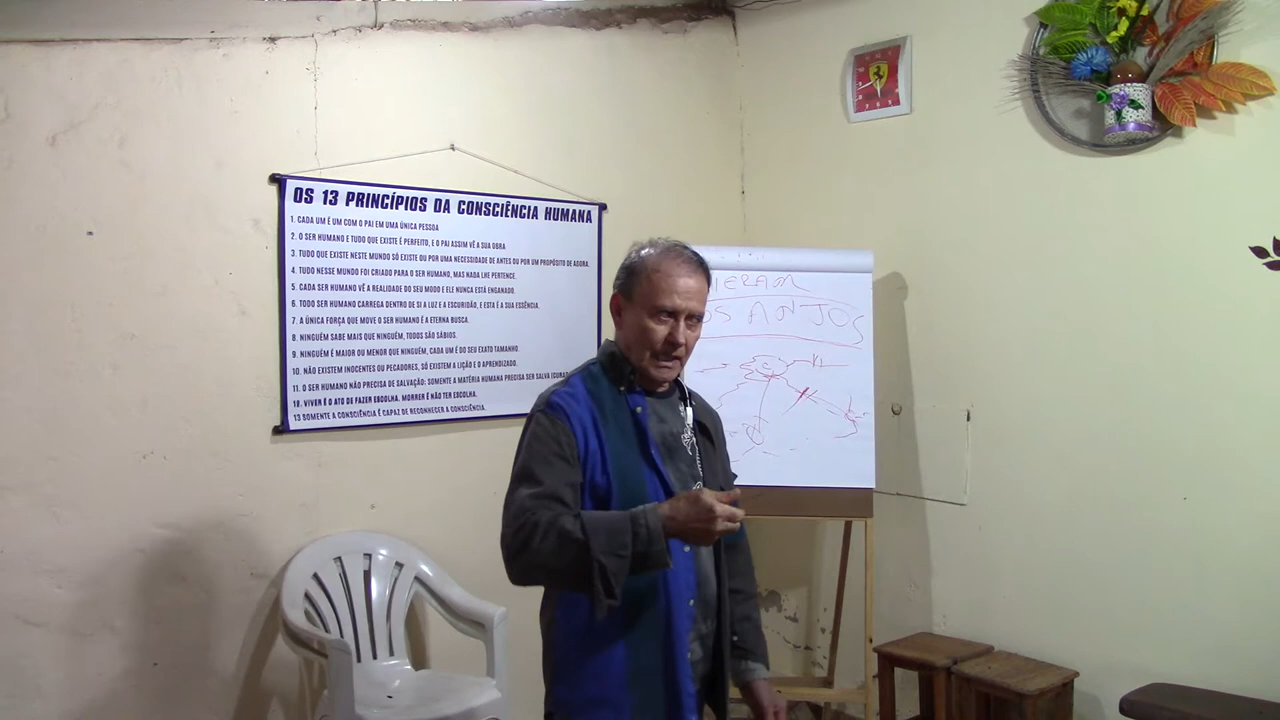 OS 13 PRINCÍPIOS DA CONSCIÊNCIA HUMANA
1. CADA UM É UM COM O PAI EM UMA ÚNICA PESSOA
2. O SER HUMANO E TUDO QUE EXISTE É PERFEITO, E O PAI ASSIM VÊ A SUA OBRA
3. TUDO QUE EXISTE NESTE MUNDO SÓ EXISTE OU POR UMA NECESSIDADE DE ANTES OU POR UM PROPÓSITO DE AGORA.
4. TUDO NESSE MUNDO FOI CRIADO PARA O SER HUMANO, MAS NADA LHE PERTENCE.
5. CADA SER HUMANO VÊ A REALIDADE DO SEU MODO E ELE NUNCA ESTÁ ENGANADO.
6. TODO SER HUMANO CARREGA DENTRO DE SI A LUZ E A ESCURIDÃO, E ESTA É A SUA ESSÊNCIA.
7. A ÚNICA FORÇA QUE MOVE O SER HUMANO É A ETERNA BUSCA.
8. NINGUÉM SABE MAIS QUE NINGUÉM, TODOS SÃO SÁBIOS.
9. NINGUÉM É MAIOR OU MENOR QUE NINGUÉM, CADA UM É DO SEU EXATO TAMANHO.
10. NÃO EXISTEM INOCENTES OU PECADORES, SÓ EXISTEM A LIÇÃO E O APRENDIZADO.
11. O SER HUMANO NÃO PRECISA DE SALVAÇÃO: SOMENTE A MATÉRIA HUMANA PRECISA SER SALVA
12. VIVER É O ATO DE FAZER ESCOLHA. MORRER É NÃO TER ESCOLHA.
13 SOMENTE A CONSCIÊNCIA É CAPAZ DE RECONHECER A CONSCIÊNCIA.
IERAM
OS ANJOS